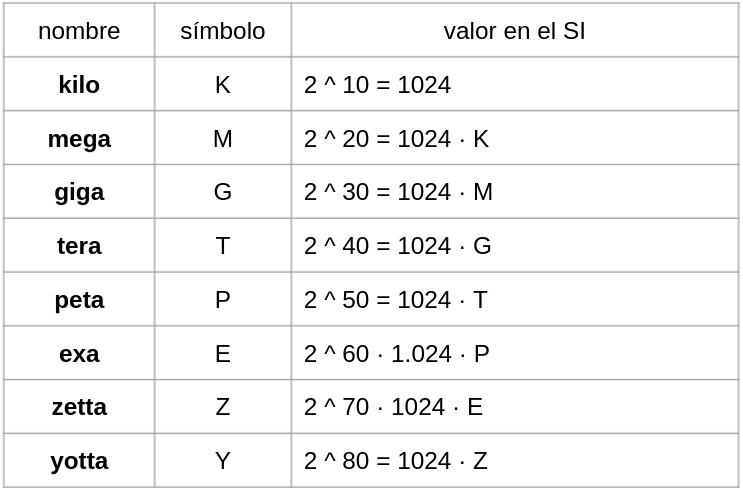 nombre símbolo valor en el SI
kilo K 2 ^ 10 = 1024
mega M 2 ^ 20 = 1024 · K
giga G 2 ^ 30 = 1024 · M
tera T 2 ^ 40 = 1024 · G
peta P 2 ^ 50 = 1024 · T
exa E 2 ^ 60 · 1.024 · P
zetta Z 2 ^ 70 · 1024 · E
yotta Y 2 ^ 80 = 1024 · Z